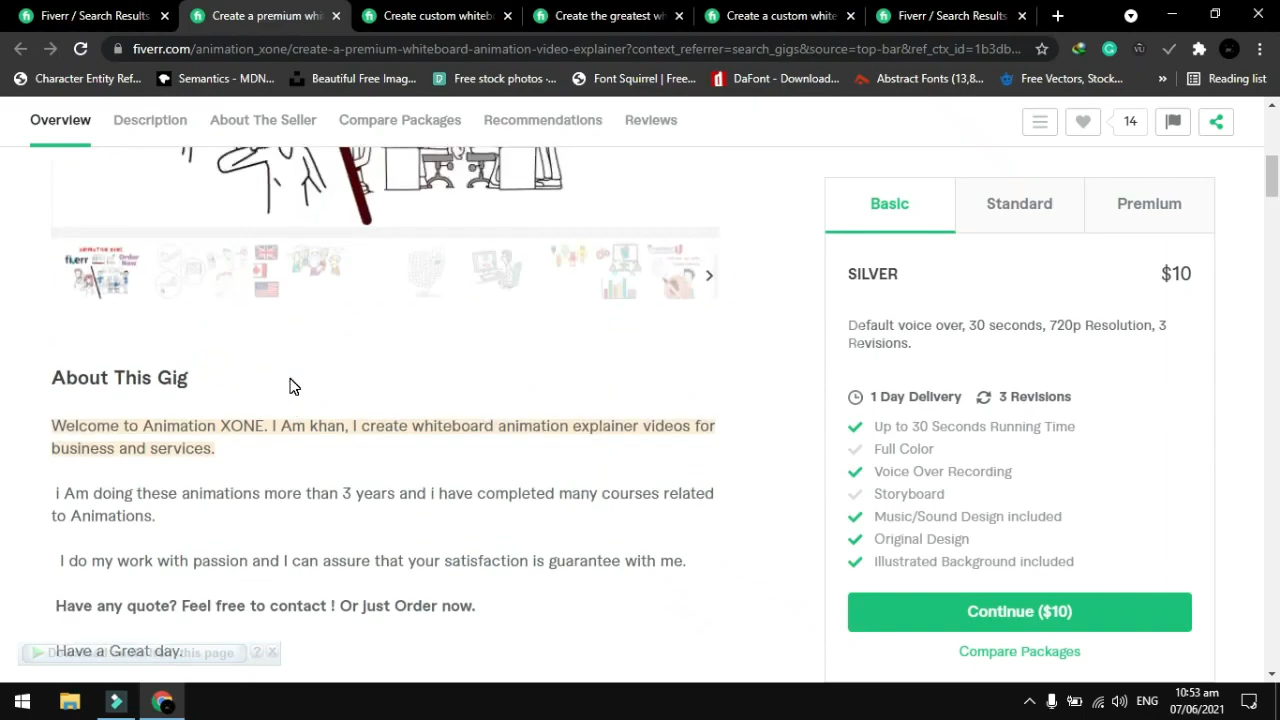 Fiverr / Search Results
Create a premium whi
Create custom whiteb
Create the greatest wh
Create a custom white
Fiverr / Search Results
fiverr.com/animation_xone/create-a-premium-whiteboard-animation-video-explainer?context_referrer=search_gigs&source=top-bar&ref_ctx_id=1b3db...
Character Entity Ref...
Semantics - MDN...
Beautiful Free Imag...
Free stock photos -...
Font Squirrel | Free...
DaFont - Download...
Abstract Fonts (13,8...
Free Vectors, Stock...
»
Reading list
Overview
Description
About The Seller
Compare Packages
Recommendations
Reviews
14
Basic
Standard
Premium
ANIMATION XONE
fiverr
Order
Now
SILVER
$10
Default voice over, 30 seconds, 720p Resolution, 3
Revisions.
About This Gig
1 Day Delivery
3 Revisions
Welcome to Animation XONE. I Am khan, I create whiteboard animation explainer videos for
business and services.
Up to 30 Seconds Running Time
Full Color
Voice Over Recording
i Am doing these animations more than 3 years and i have completed many courses related
to Animations.
Storyboard
Music/Sound Design included
Original Design
I do my work with passion and I can assure that your satisfaction is guarantee with me.
Illustrated Background included
Have any quote? Feel free to contact ! Or just Order now.
Continue ($10)
Have a Great day.
this page
? x
Compare Packages
ENG
10:53 am
07/06/2021